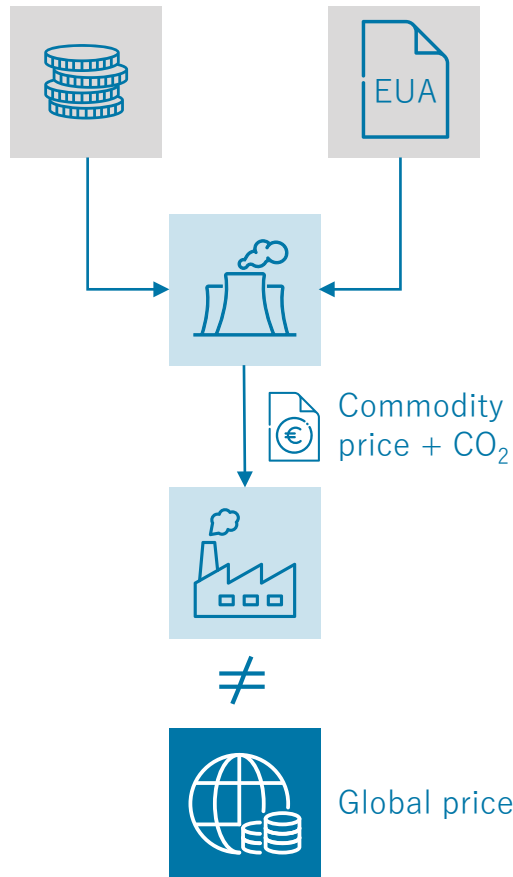 EUA
€
Commodity
price + CO₂
≠
Global price